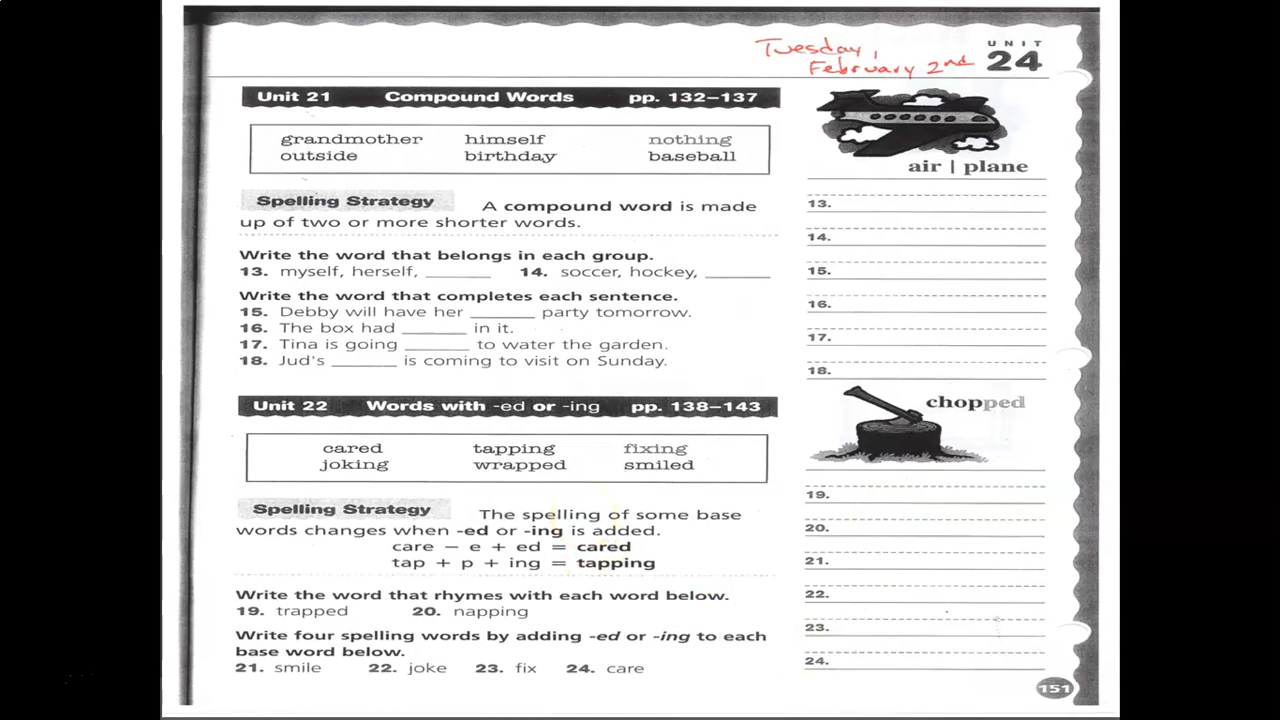 Tuesday,
February 2nd
UNIT
24
Unit 21 Compound Words pp. 132–137
grandmother himself nothing
outside birthday baseball
Spelling Strategy A compound word is made
up of two or more shorter words.
Write the word that belongs in each group.
13. myself, herself, ______ 14. soccer, hockey, ______
Write the word that completes each sentence.
15. Debby will have her ______ party tomorrow.
16. The box had ______ in it.
17. Tina is going ______ to water the garden.
18. Jud's ______ is coming to visit on Sunday.
Unit 22 Words with -ed or -ing pp. 138–143
cared tapping fixing
joking wrapped smiled
Spelling Strategy The spelling of some base
words changes when -ed or -ing is added.
care − e + ed = cared
tap + p + ing = tapping
Write the word that rhymes with each word below.
19. trapped 20. napping
Write four spelling words by adding -ed or -ing to each
base word below.
21. smile 22. joke 23. fix 24. care
air | plane
13.
14.
15.
16.
17.
18.
chopped
19.
20.
21.
22.
23.
24.
151